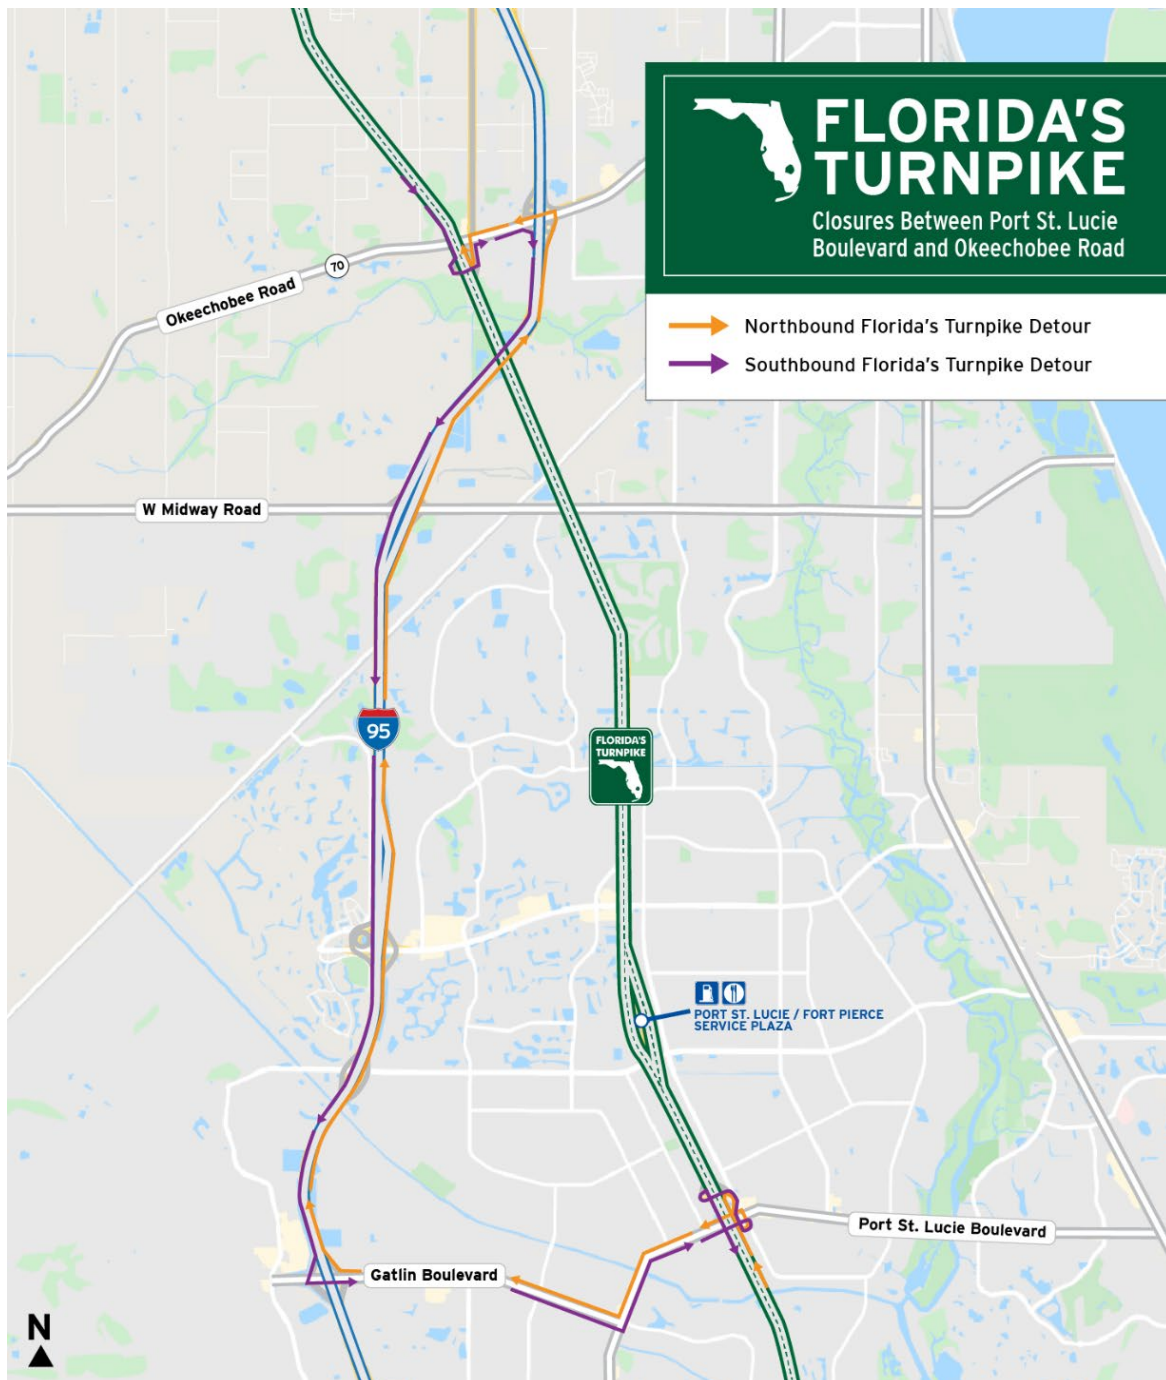 FLORIDA'S
TURNPIKE
Closures Between Port St. Lucie
Boulevard and Okeechobee Road
Northbound Florida's Turnpike Detour
Southbound Florida's Turnpike Detour
70
Okeechobee Road
W Midway Road
95
FLORIDA'S
TURNPIKE
PORT ST. LUCIE / FORT PIERCE
SERVICE PLAZA
Port St. Lucie Boulevard
Gatlin Boulevard
N